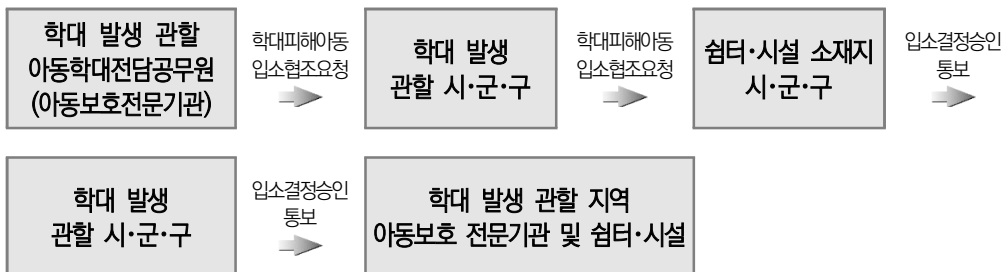 학대 발생 관할
아동학대전담공무원
(아동보호전문기관)
학대피해아동
입소협조요청
학대 발생
관할 시·군·구
학대피해아동
입소협조요청
쉼터·시설 소재지
시·군·구
입소결정승인
통보
학대 발생
관할 시·군·구
입소결정승인
통보
학대 발생 관할 지역
아동보호 전문기관 및 쉼터·시설